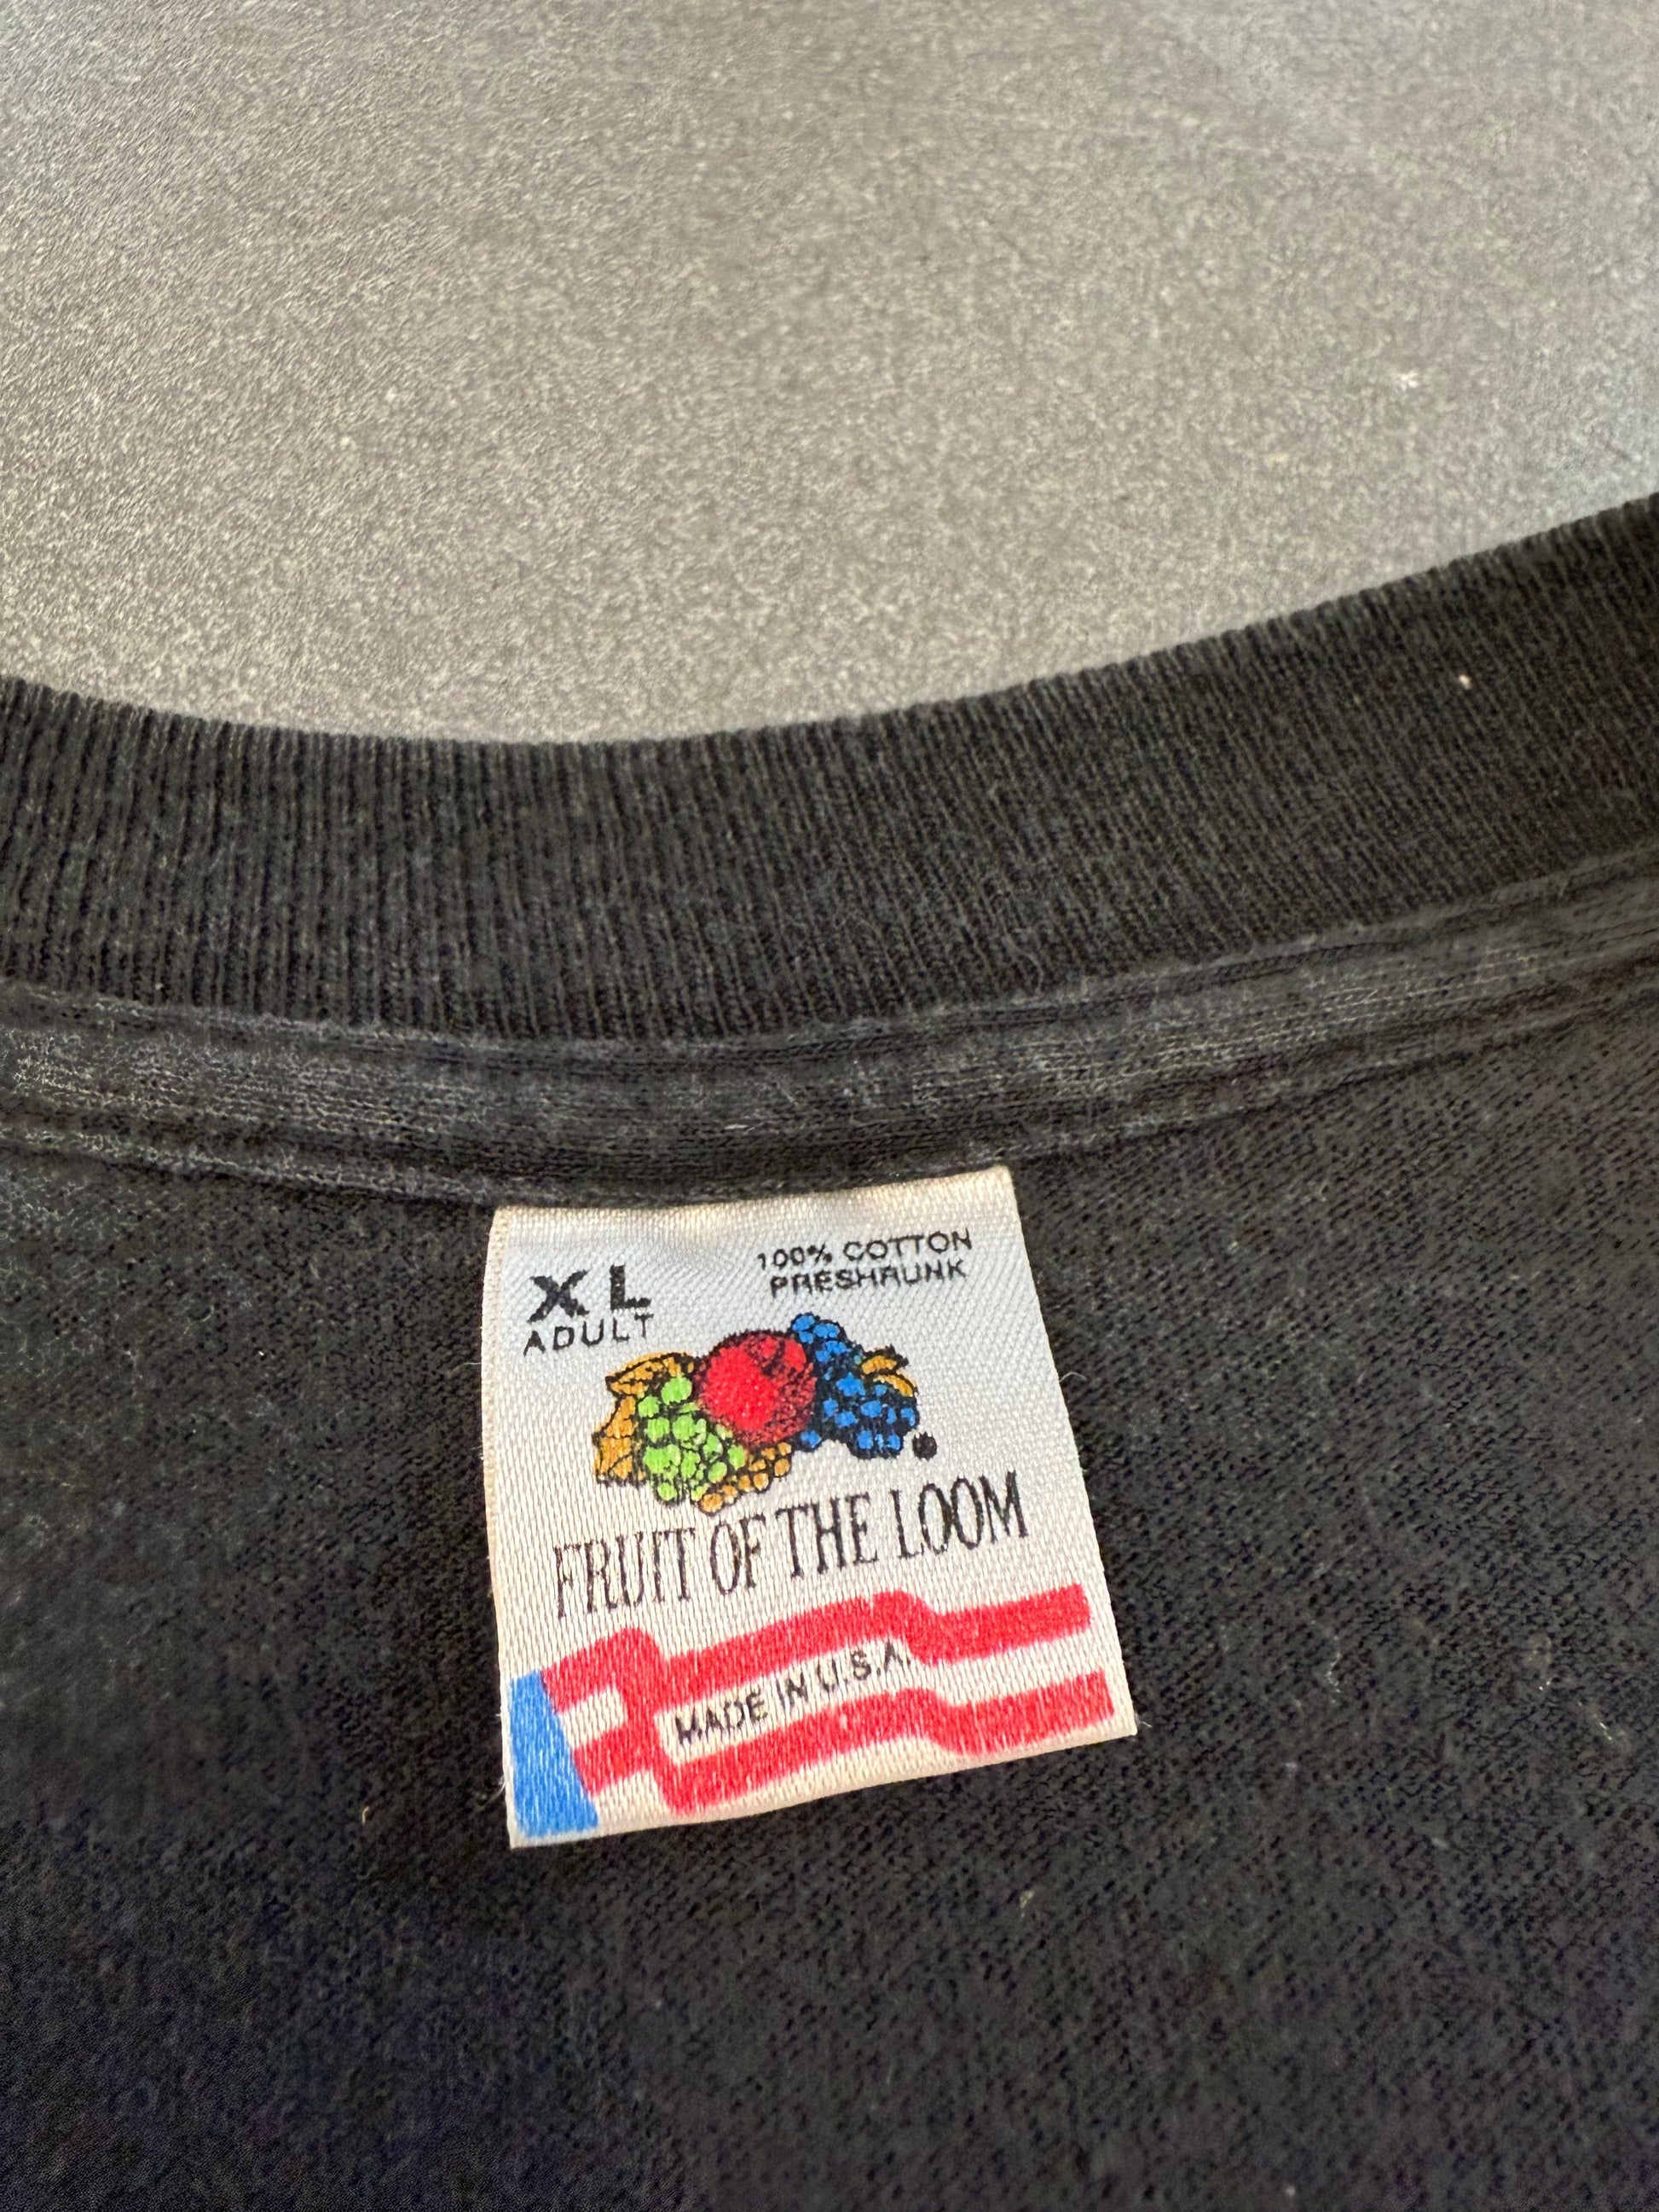 XL
ADULT
100% COTTON
PRESHRUNK
FRUIT OF THE LOOM
MADE IN U.S.A.